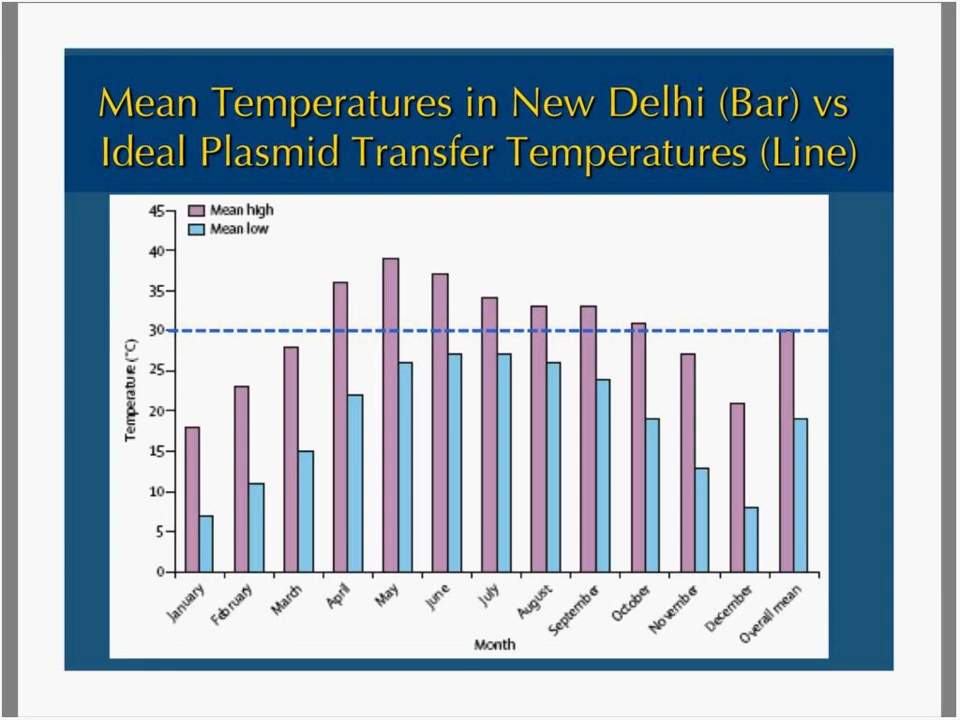 Mean Temperatures in New Delhi (Bar) vs
Ideal Plasmid Transfer Temperatures (Line)
Mean high
Mean low
45
40
35
30
25
20
15
10
5
0
Temperature (°C)
January
February
March
April
May
June
July
August
September
October
November
December
Overall mean
Month